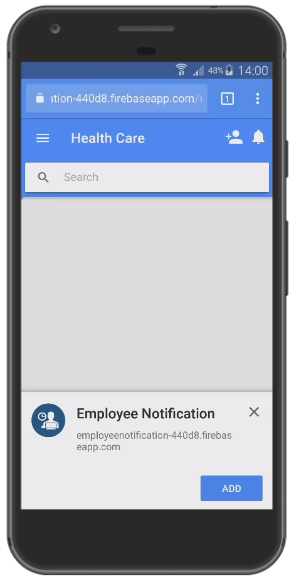 48% 14:00
ation-440d8.firebaseapp.com/
1
Health Care
Search
Employee Notification
employeenotification-440d8.firebas
eapp.com
ADD